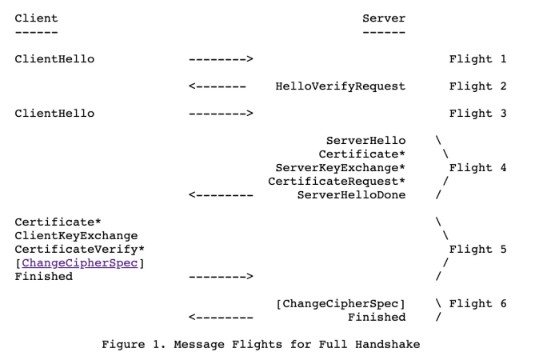 Client                                          Server
------                                          ------
ClientHello             -------->                           Flight 1
                        <-------    HelloVerifyRequest      Flight 2
ClientHello             -------->                           Flight 3
                                           ServerHello    \
                                          Certificate*     \
                                    ServerKeyExchange*      Flight 4
                                   CertificateRequest*     /
                        <--------      ServerHelloDone    /
Certificate*                                              \
ClientKeyExchange                                          \
CertificateVerify*                                          Flight 5
[ChangeCipherSpec]                                         /
Finished                -------->                         /
                                    [ChangeCipherSpec]    \ Flight 6
                        <--------             Finished    /
Figure 1. Message Flights for Full Handshake